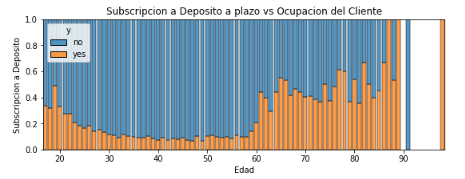 Subscripcion a Deposito a plazo vs Ocupacion del Cliente
Subscripcion a Deposito
1.0
0.8
0.6
0.4
0.2
0.0
y
no
yes
20 30 40 50 60 70 80 90
Edad